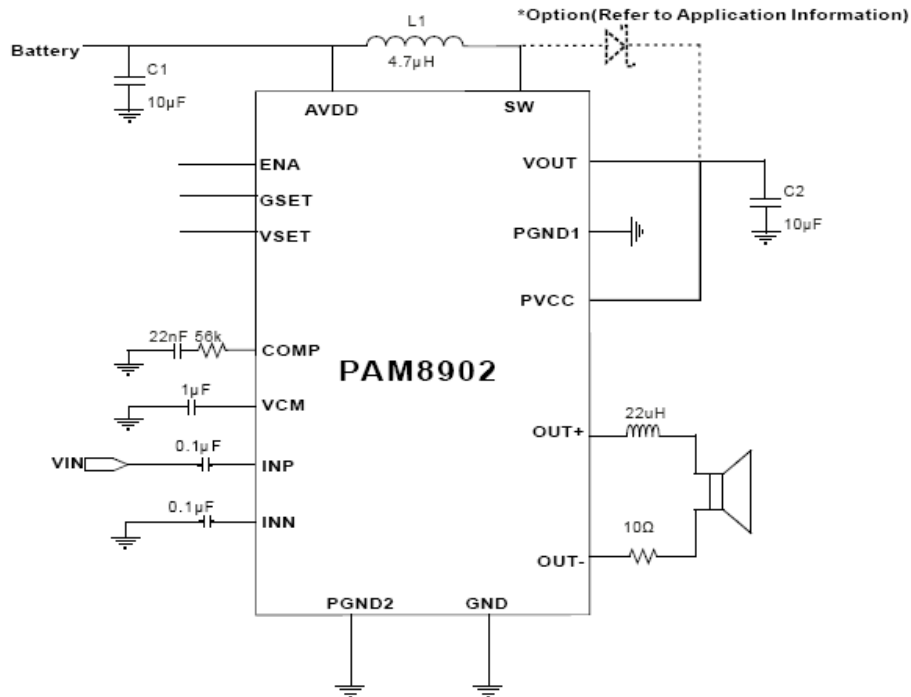 *Option(Refer to Application Information)
L1
Battery
4.7µH
C1
10µF
AVDD
SW
ENA
VOUT
GSET
C2
VSET
PGND1
10µF
PVCC
22nF 56k
COMP
PAM8902
1µF
VCM
22uH
OUT+
0.1µF
VIN
INP
0.1µF
INN
10Ω
OUT-
PGND2
GND